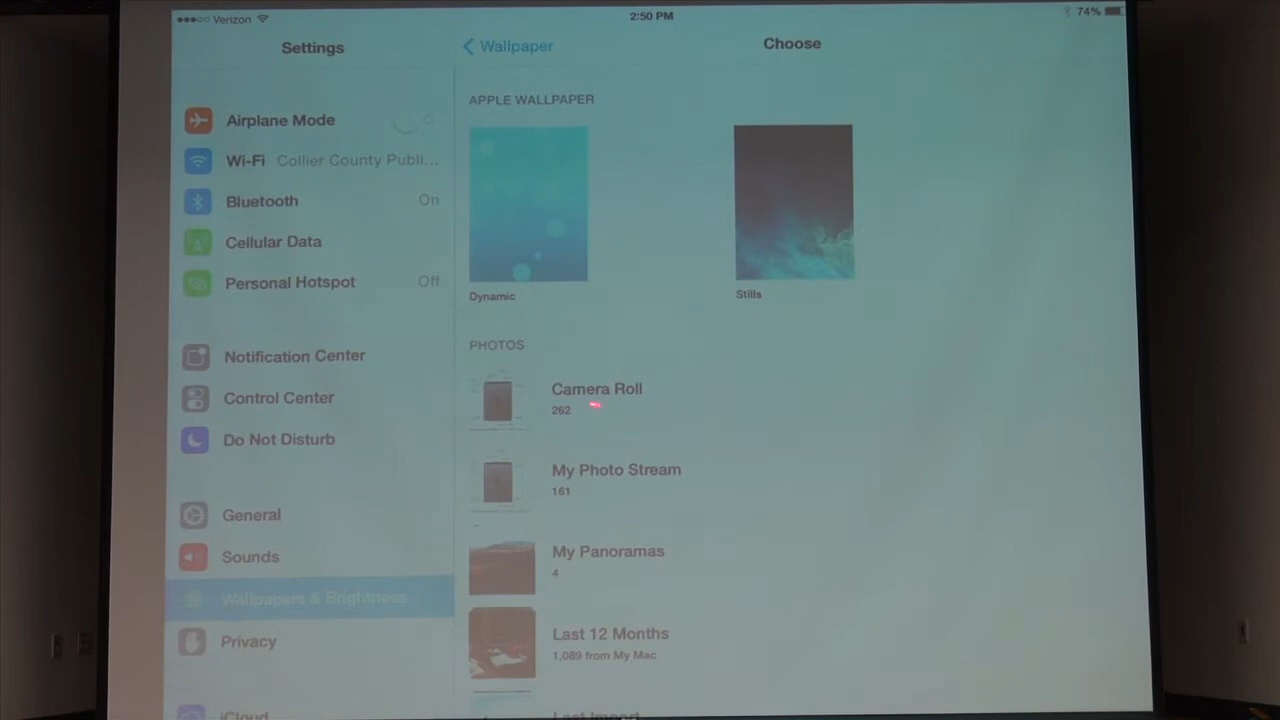 Verizon
2:50 PM
74%
Settings
Wallpaper
Choose
Airplane Mode
Wi-Fi Collier County Publi...
Bluetooth On
Cellular Data
Personal Hotspot Off
Notification Center
Control Center
Do Not Disturb
General
Sounds
Wallpapers & Brightness
Privacy
iCloud
APPLE WALLPAPER
Dynamic
Stills
PHOTOS
Camera Roll
262
My Photo Stream
161
My Panoramas
4
Last 12 Months
1,089 from My Mac
Last Import